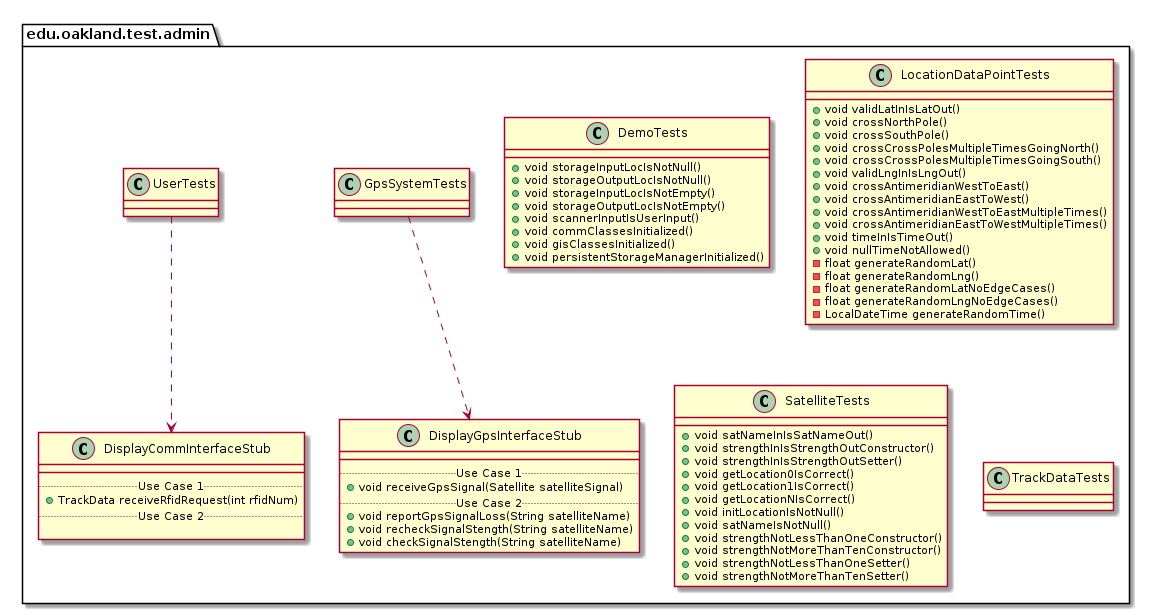 edu.oakland.test.admin
C LocationDataPointTests
void validLatInIsLatOut()
void crossNorthPole()
void crossSouthPole()
void crossCrossPolesMultipleTimesGoingNorth()
void crossCrossPolesMultipleTimesGoingSouth()
void validLngInIsLngOut()
void crossAntimeridianWestToEast()
void crossAntimeridianEastToWest()
void crossAntimeridianWestToEastMultipleTimes()
void crossAntimeridianEastToWestMultipleTimes()
void timeInIsTimeOut()
void nullTimeNotAllowed()
float generateRandomLat()
float generateRandomLng()
float generateRandomLatNoEdgeCases()
float generateRandomLngNoEdgeCases()
LocalDateTime generateRandomTime()
C DemoTests
void storageInputLocIsNotNull()
void storageOutputLocIsNotNull()
void storageInputLocIsNotEmpty()
void storageOutputLocIsNotEmpty()
void scannerInputIsUserInput()
void commClassesInitialized()
void gisClassesInitialized()
void persistentStorageManagerInitialized()
C UserTests
C GpsSystemTests
C DisplayCommInterfaceStub
Use Case 1
TrackData receiveRfidRequest(int rfidNum)
Use Case 2
C DisplayGpsInterfaceStub
Use Case 1
void receiveGpsSignal(Satellite satelliteSignal)
Use Case 2
void reportGpsSignalLoss(String satelliteName)
void recheckSignalStength(String satelliteName)
void checkSignalStength(String satelliteName)
C SatelliteTests
void satNameInIsSatNameOut()
void strengthInIsStrengthOutConstructor()
void strengthInIsStrengthOutSetter()
void getLocation0IsCorrect()
void getLocation1IsCorrect()
void getLocationNIsCorrect()
void initLocationIsNotNull()
void satNameIsNotNull()
void strengthNotLessThanOneConstructor()
void strengthNotMoreThanTenConstructor()
void strengthNotLessThanOneSetter()
void strengthNotMoreThanTenSetter()
C TrackDataTests